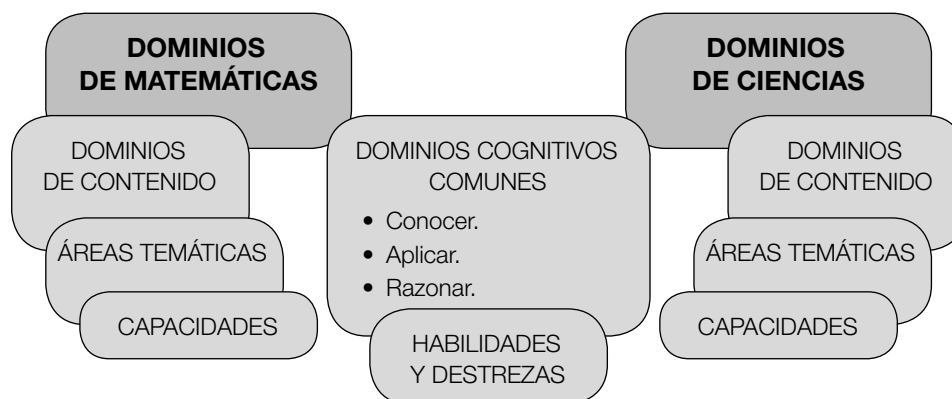 DOMINIOS
DE MATEMÁTICAS
DOMINIOS
DE CONTENIDO
ÁREAS TEMÁTICAS
CAPACIDADES
DOMINIOS COGNITIVOS
COMUNES
• Conocer.
• Aplicar.
• Razonar.
HABILIDADES
Y DESTREZAS
DOMINIOS
DE CIENCIAS
DOMINIOS
DE CONTENIDO
ÁREAS TEMÁTICAS
CAPACIDADES